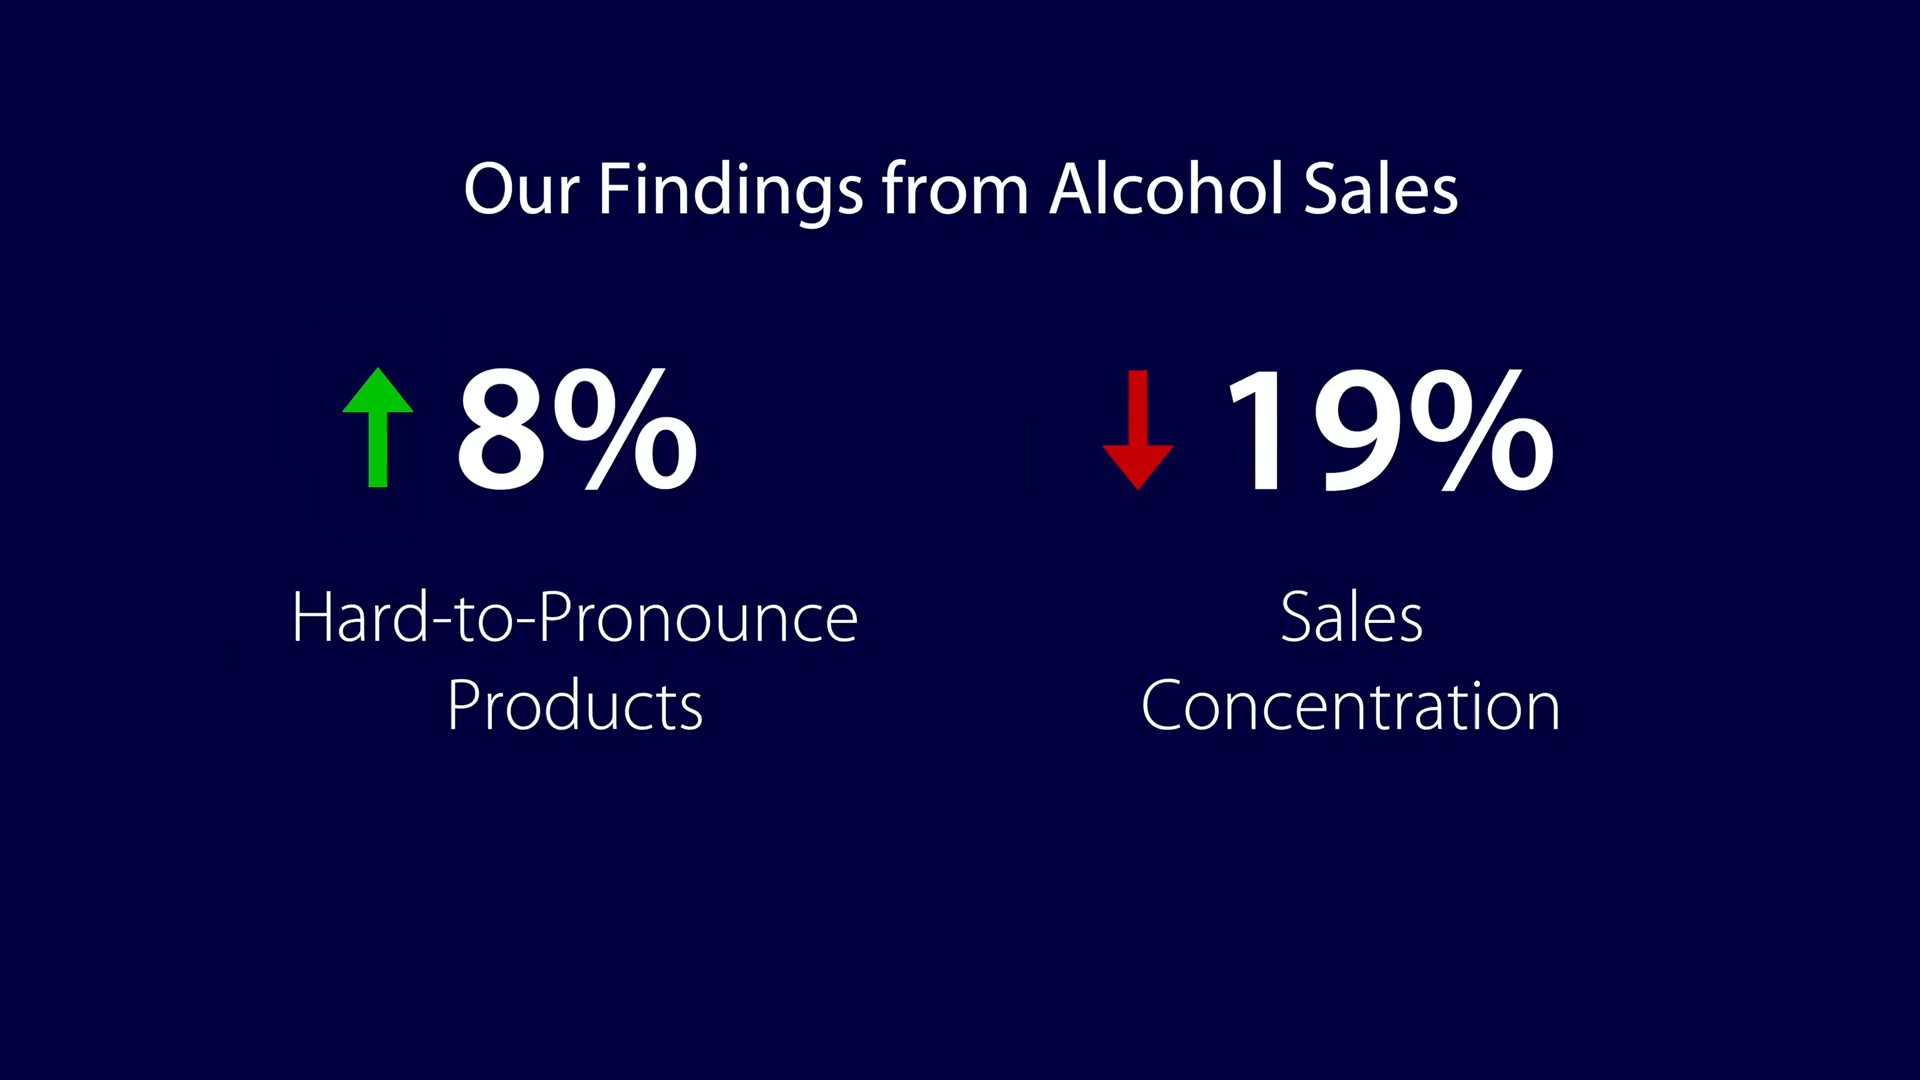 Our Findings from Alcohol Sales
8%
19%
Hard-to-Pronounce
Products
Sales
Concentration